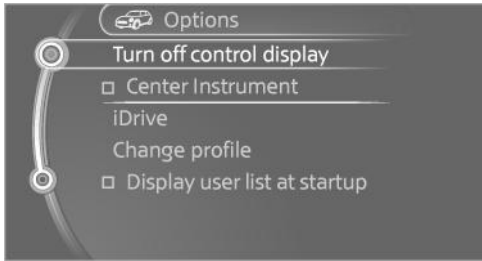 Options
Turn off control display
Center Instrument
iDrive
Change profile
Display user list at startup